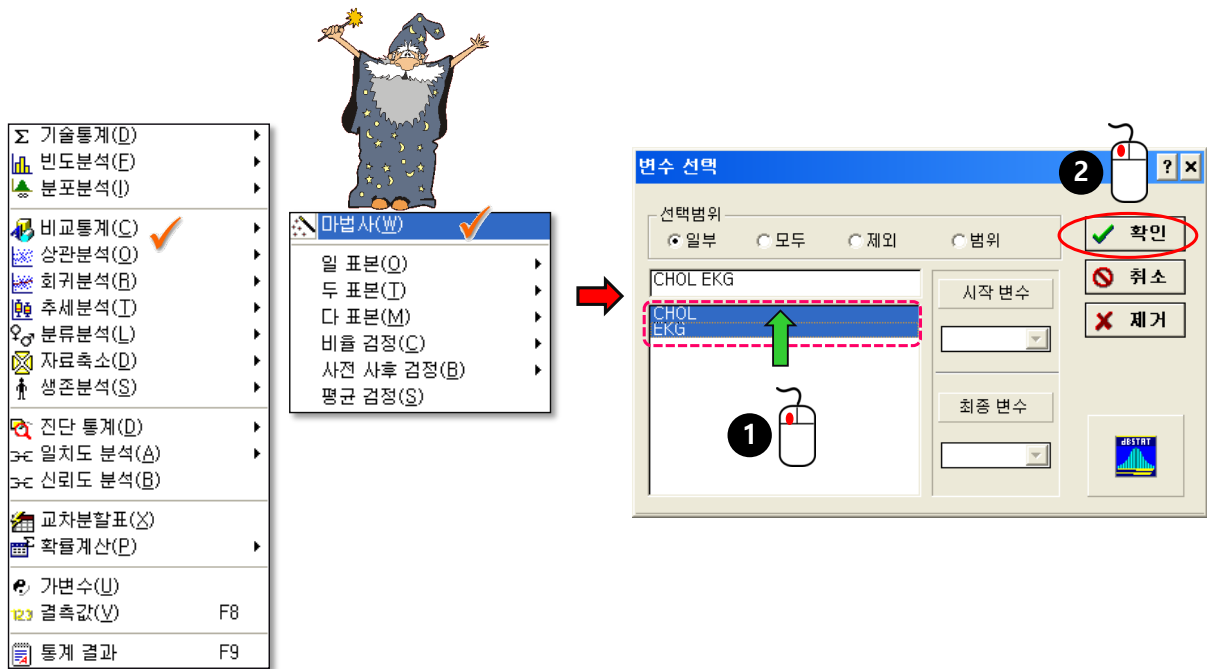 기술통계(D)
빈도분석(F)
분포분석(I)
비교통계(C)
상관분석(O)
회귀분석(R)
추세분석(T)
분류분석(L)
자료축소(D)
생존분석(S)
진단 통계(D)
일치도 분석(A)
신뢰도 분석(B)
교차분할표(X)
확률계산(P)
가변수(U)
123 결측값(V) F8
통계 결과 F9
마법사(W)
일 표본(O)
두 표본(T)
다 표본(M)
비율 검정(C)
사전 사후 검정(B)
평균 검정(S)
변수 선택
2
선택범위
일부 모두 제외 범위
확인
취소
제거
CHOL EKG
CHOL
EKG
시작 변수
최종 변수
1
dBSTAT